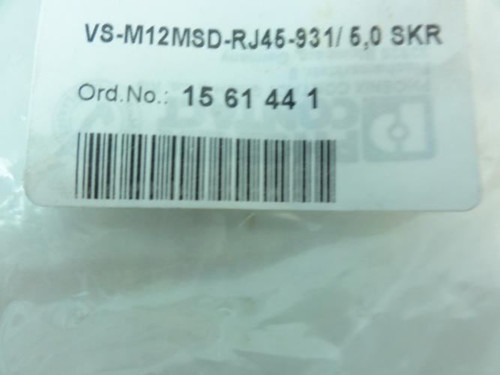 VS-M12MSD-RJ45-931/ 5,0 SKR
Ord.No.: 15 61 44 1